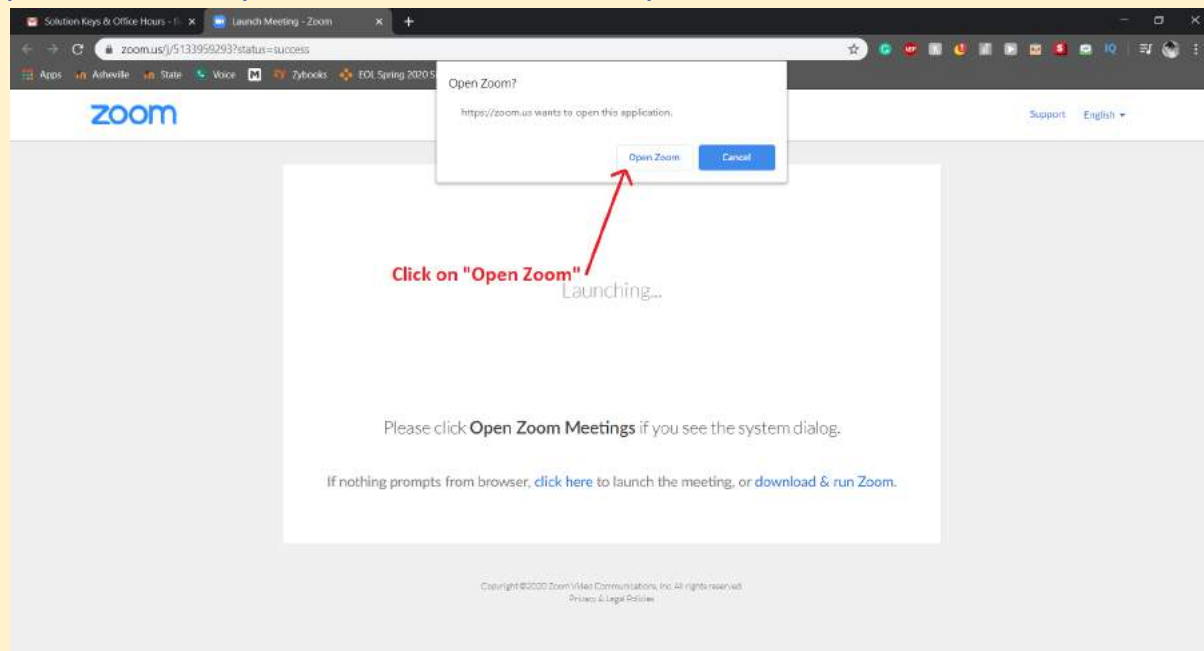 Solution Keys & Office Hours - fl
Launch Meeting - Zoom
zoom.us/j/5133959293?status=success
Apps
Asheville
State
Voice
M
Zybooks
EOL Spring 2020 S
Open Zoom?
https://zoom.us wants to open this application.
Open Zoom
Cancel
zoom
Support
English
Click on "Open Zoom"
Launching...
Please click Open Zoom Meetings if you see the system dialog.
If nothing prompts from browser, click here to launch the meeting, or download & run Zoom.
Copyright ©2020 Zoom Video Communications, Inc. All rights reserved.
Privacy & Legal Policies